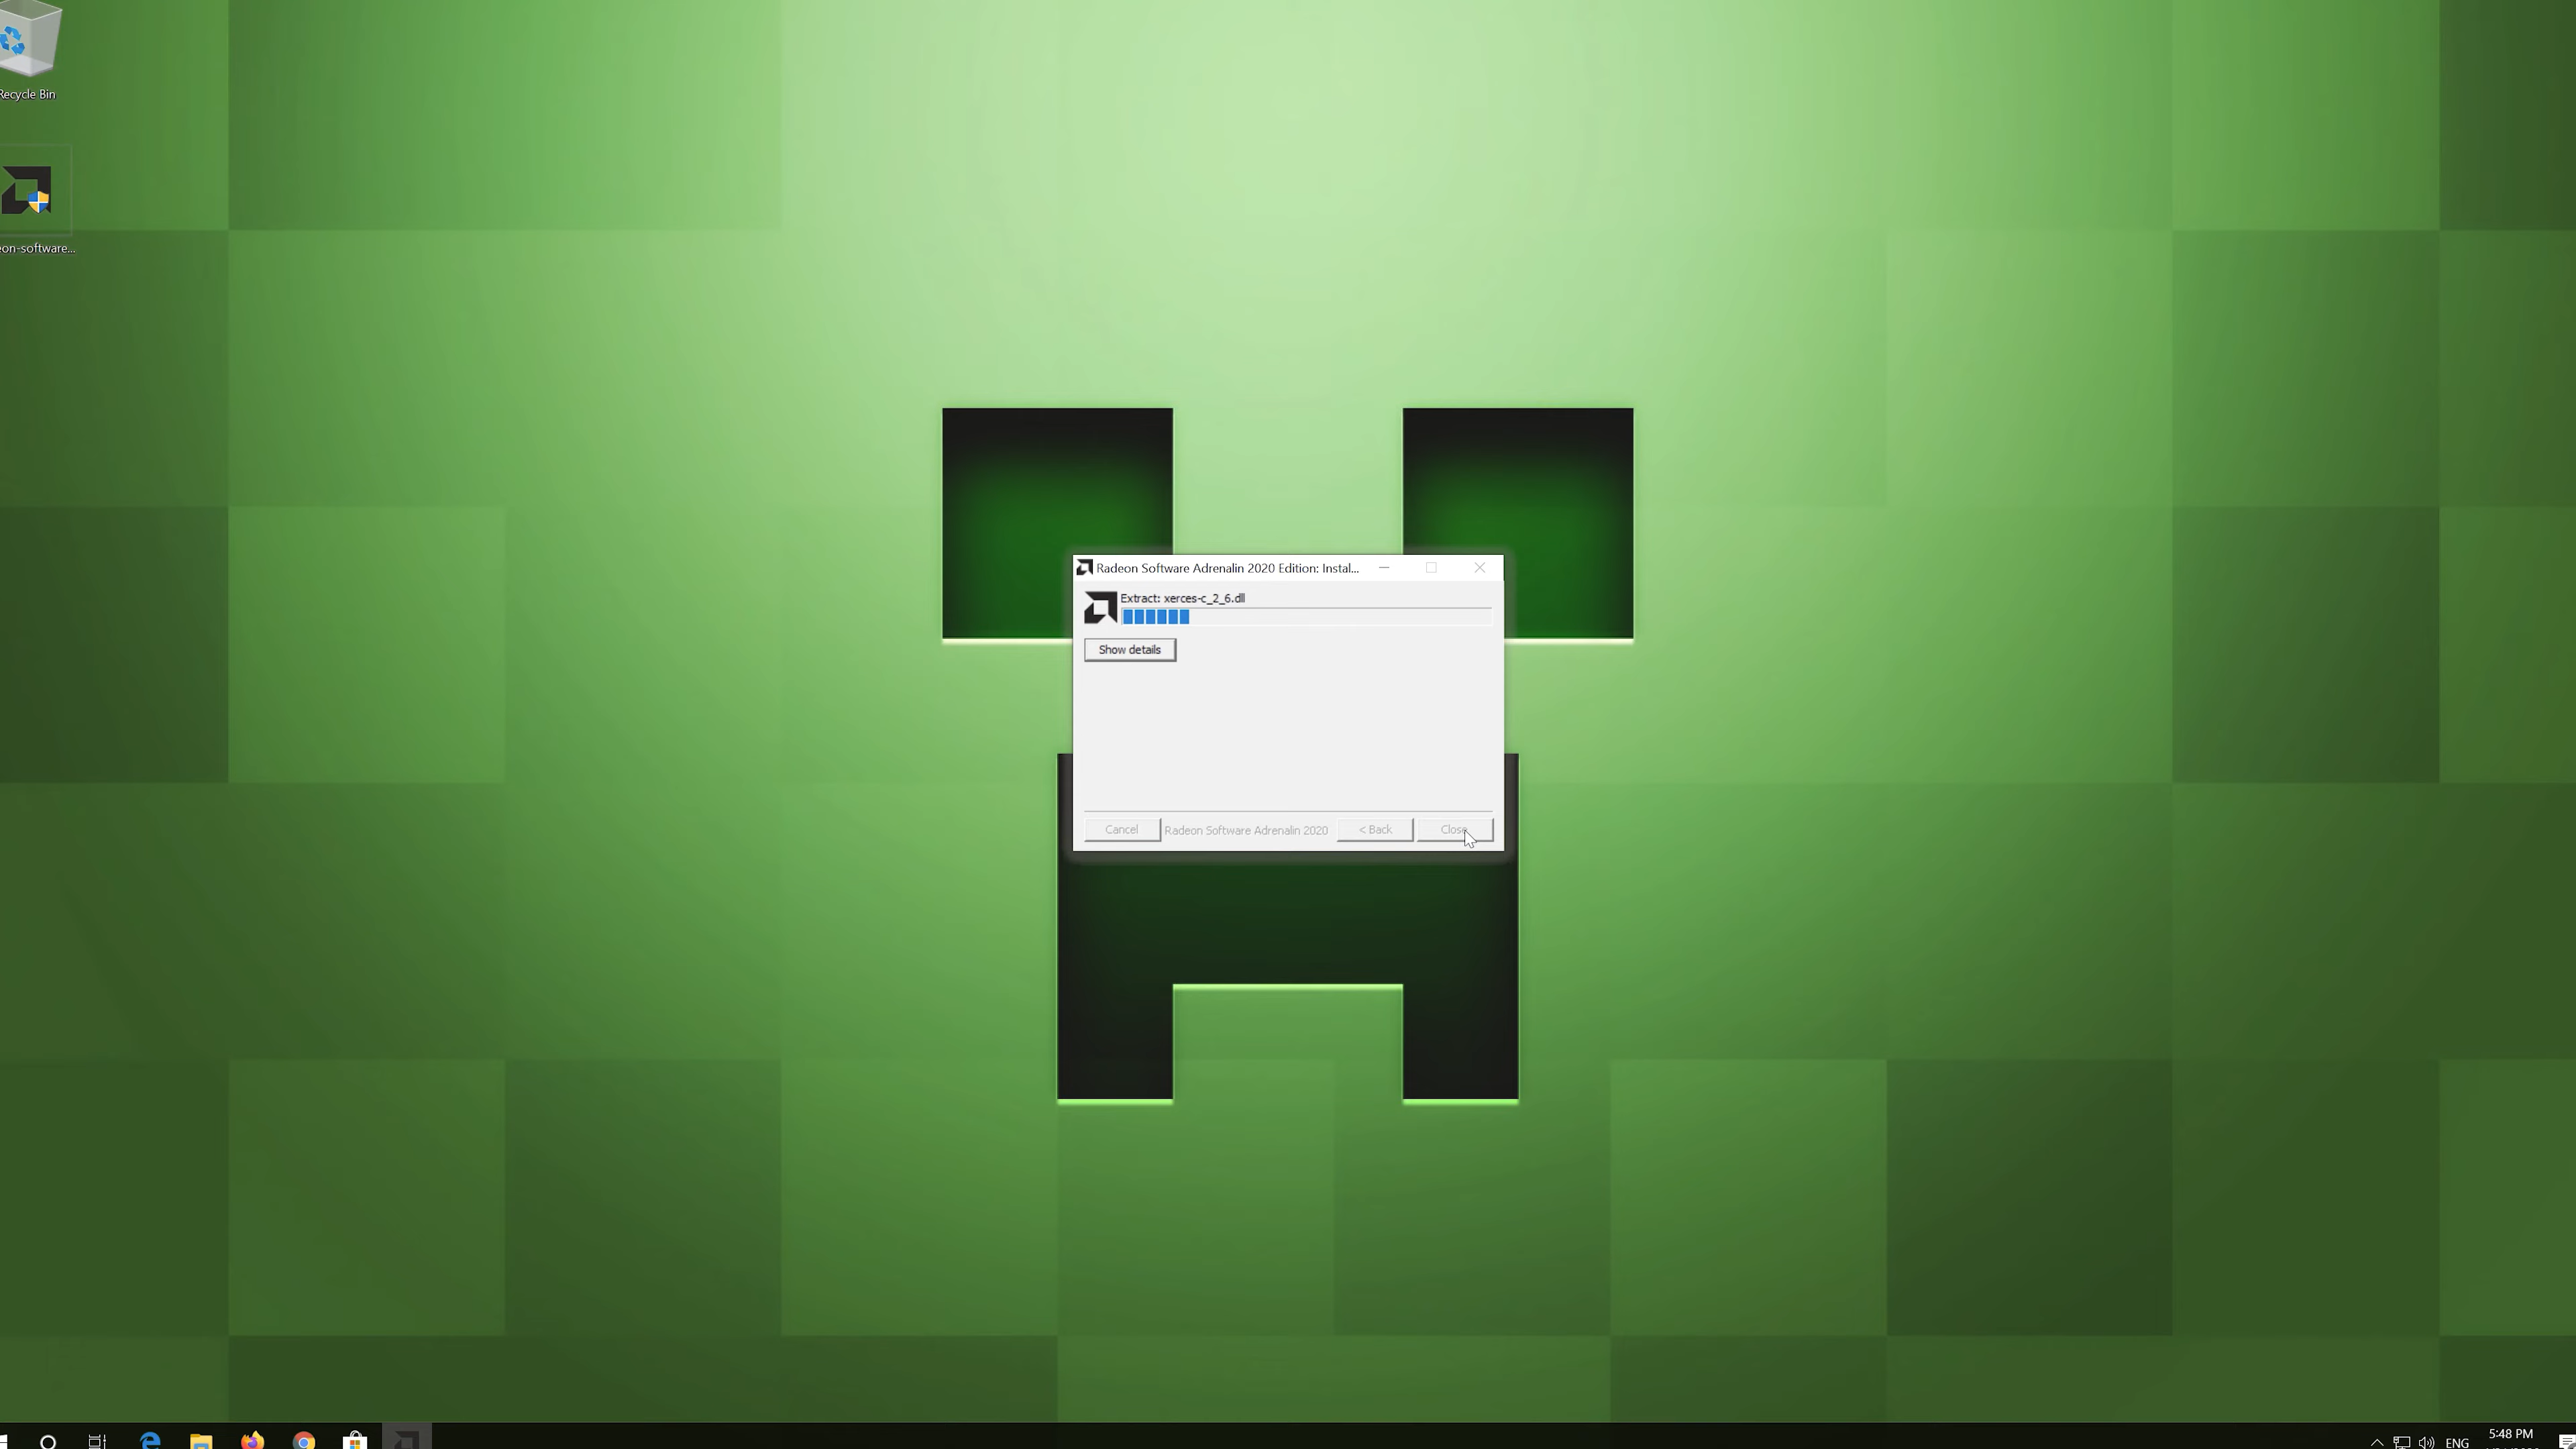 Recycle Bin
eon-software...
Radeon Software Adrenalin 2020 Edition: Instal...
Extract: xerces-c_2_6.dll
Show details
Cancel
Radeon Software Adrenalin 2020
< Back
Close
5:48 PM
ENG